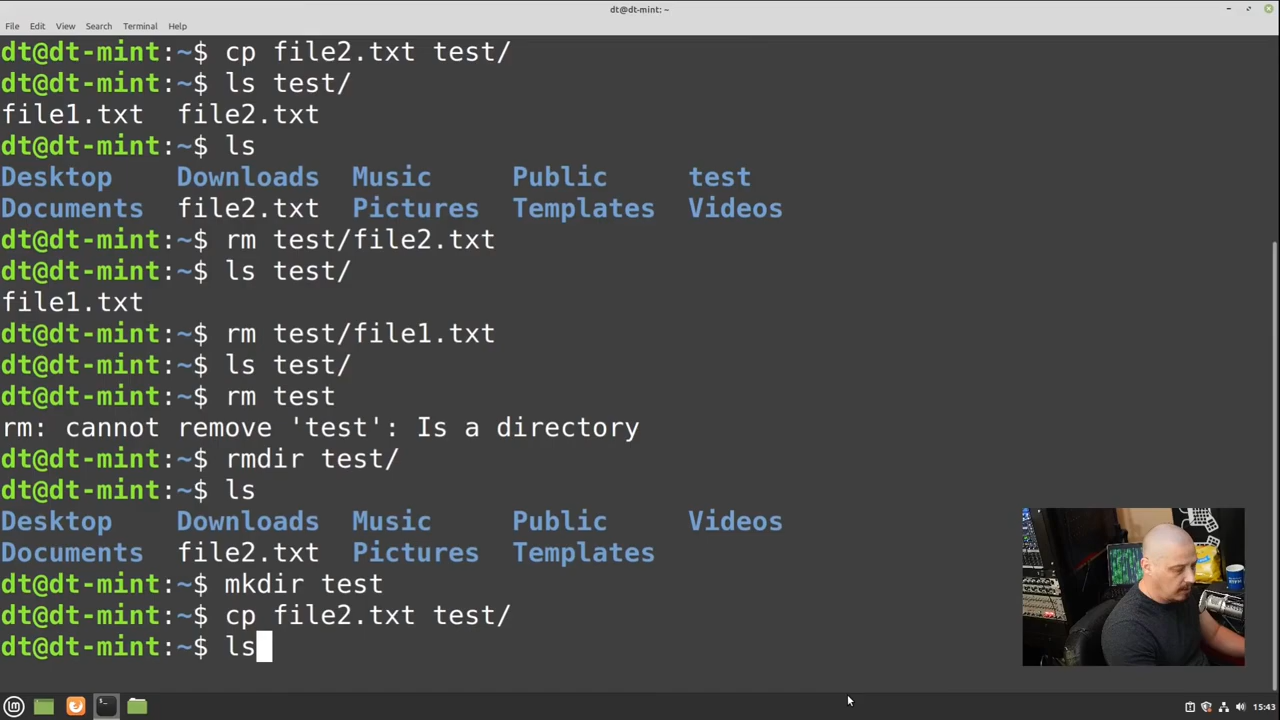 dt@dt-mint: ~
File Edit View Search Terminal Help
dt@dt-mint:~$ cp file2.txt test/
dt@dt-mint:~$ ls test/
file1.txt  file2.txt
dt@dt-mint:~$ ls
Desktop    Downloads  Music     Public     test
Documents  file2.txt  Pictures  Templates  Videos
dt@dt-mint:~$ rm test/file2.txt
dt@dt-mint:~$ ls test/
file1.txt
dt@dt-mint:~$ rm test/file1.txt
dt@dt-mint:~$ ls test/
dt@dt-mint:~$ rm test
rm: cannot remove 'test': Is a directory
dt@dt-mint:~$ rmdir test/
dt@dt-mint:~$ ls
Desktop    Downloads  Music     Public     Videos
Documents  file2.txt  Pictures  Templates
dt@dt-mint:~$ mkdir test
dt@dt-mint:~$ cp file2.txt test/
dt@dt-mint:~$ ls
15:43